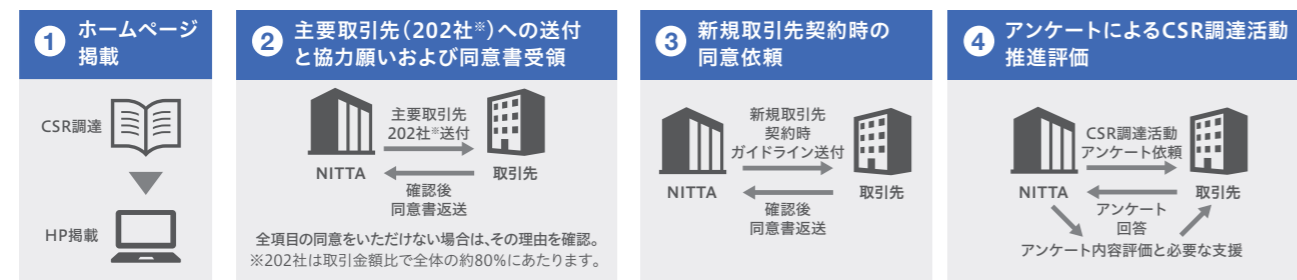 1 ホームページ
掲載
CSR調達
HP掲載
2 主要取引先(202社※)への送付
と協力願いおよび同意書受領
主要取引先
202社※送付
NITTA
取引先
確認後
同意書返送
全項目の同意をいただけない場合は、その理由を確認。
※202社は取引金額比で全体の約80%にあたります。
3 新規取引先契約時の
同意依頼
新規取引先
契約時
ガイドライン送付
NITTA
取引先
確認後
同意書返送
4 アンケートによるCSR調達活動
推進評価
CSR調達活動
アンケート依頼
NITTA
取引先
アンケート
回答
アンケート内容評価と必要な支援